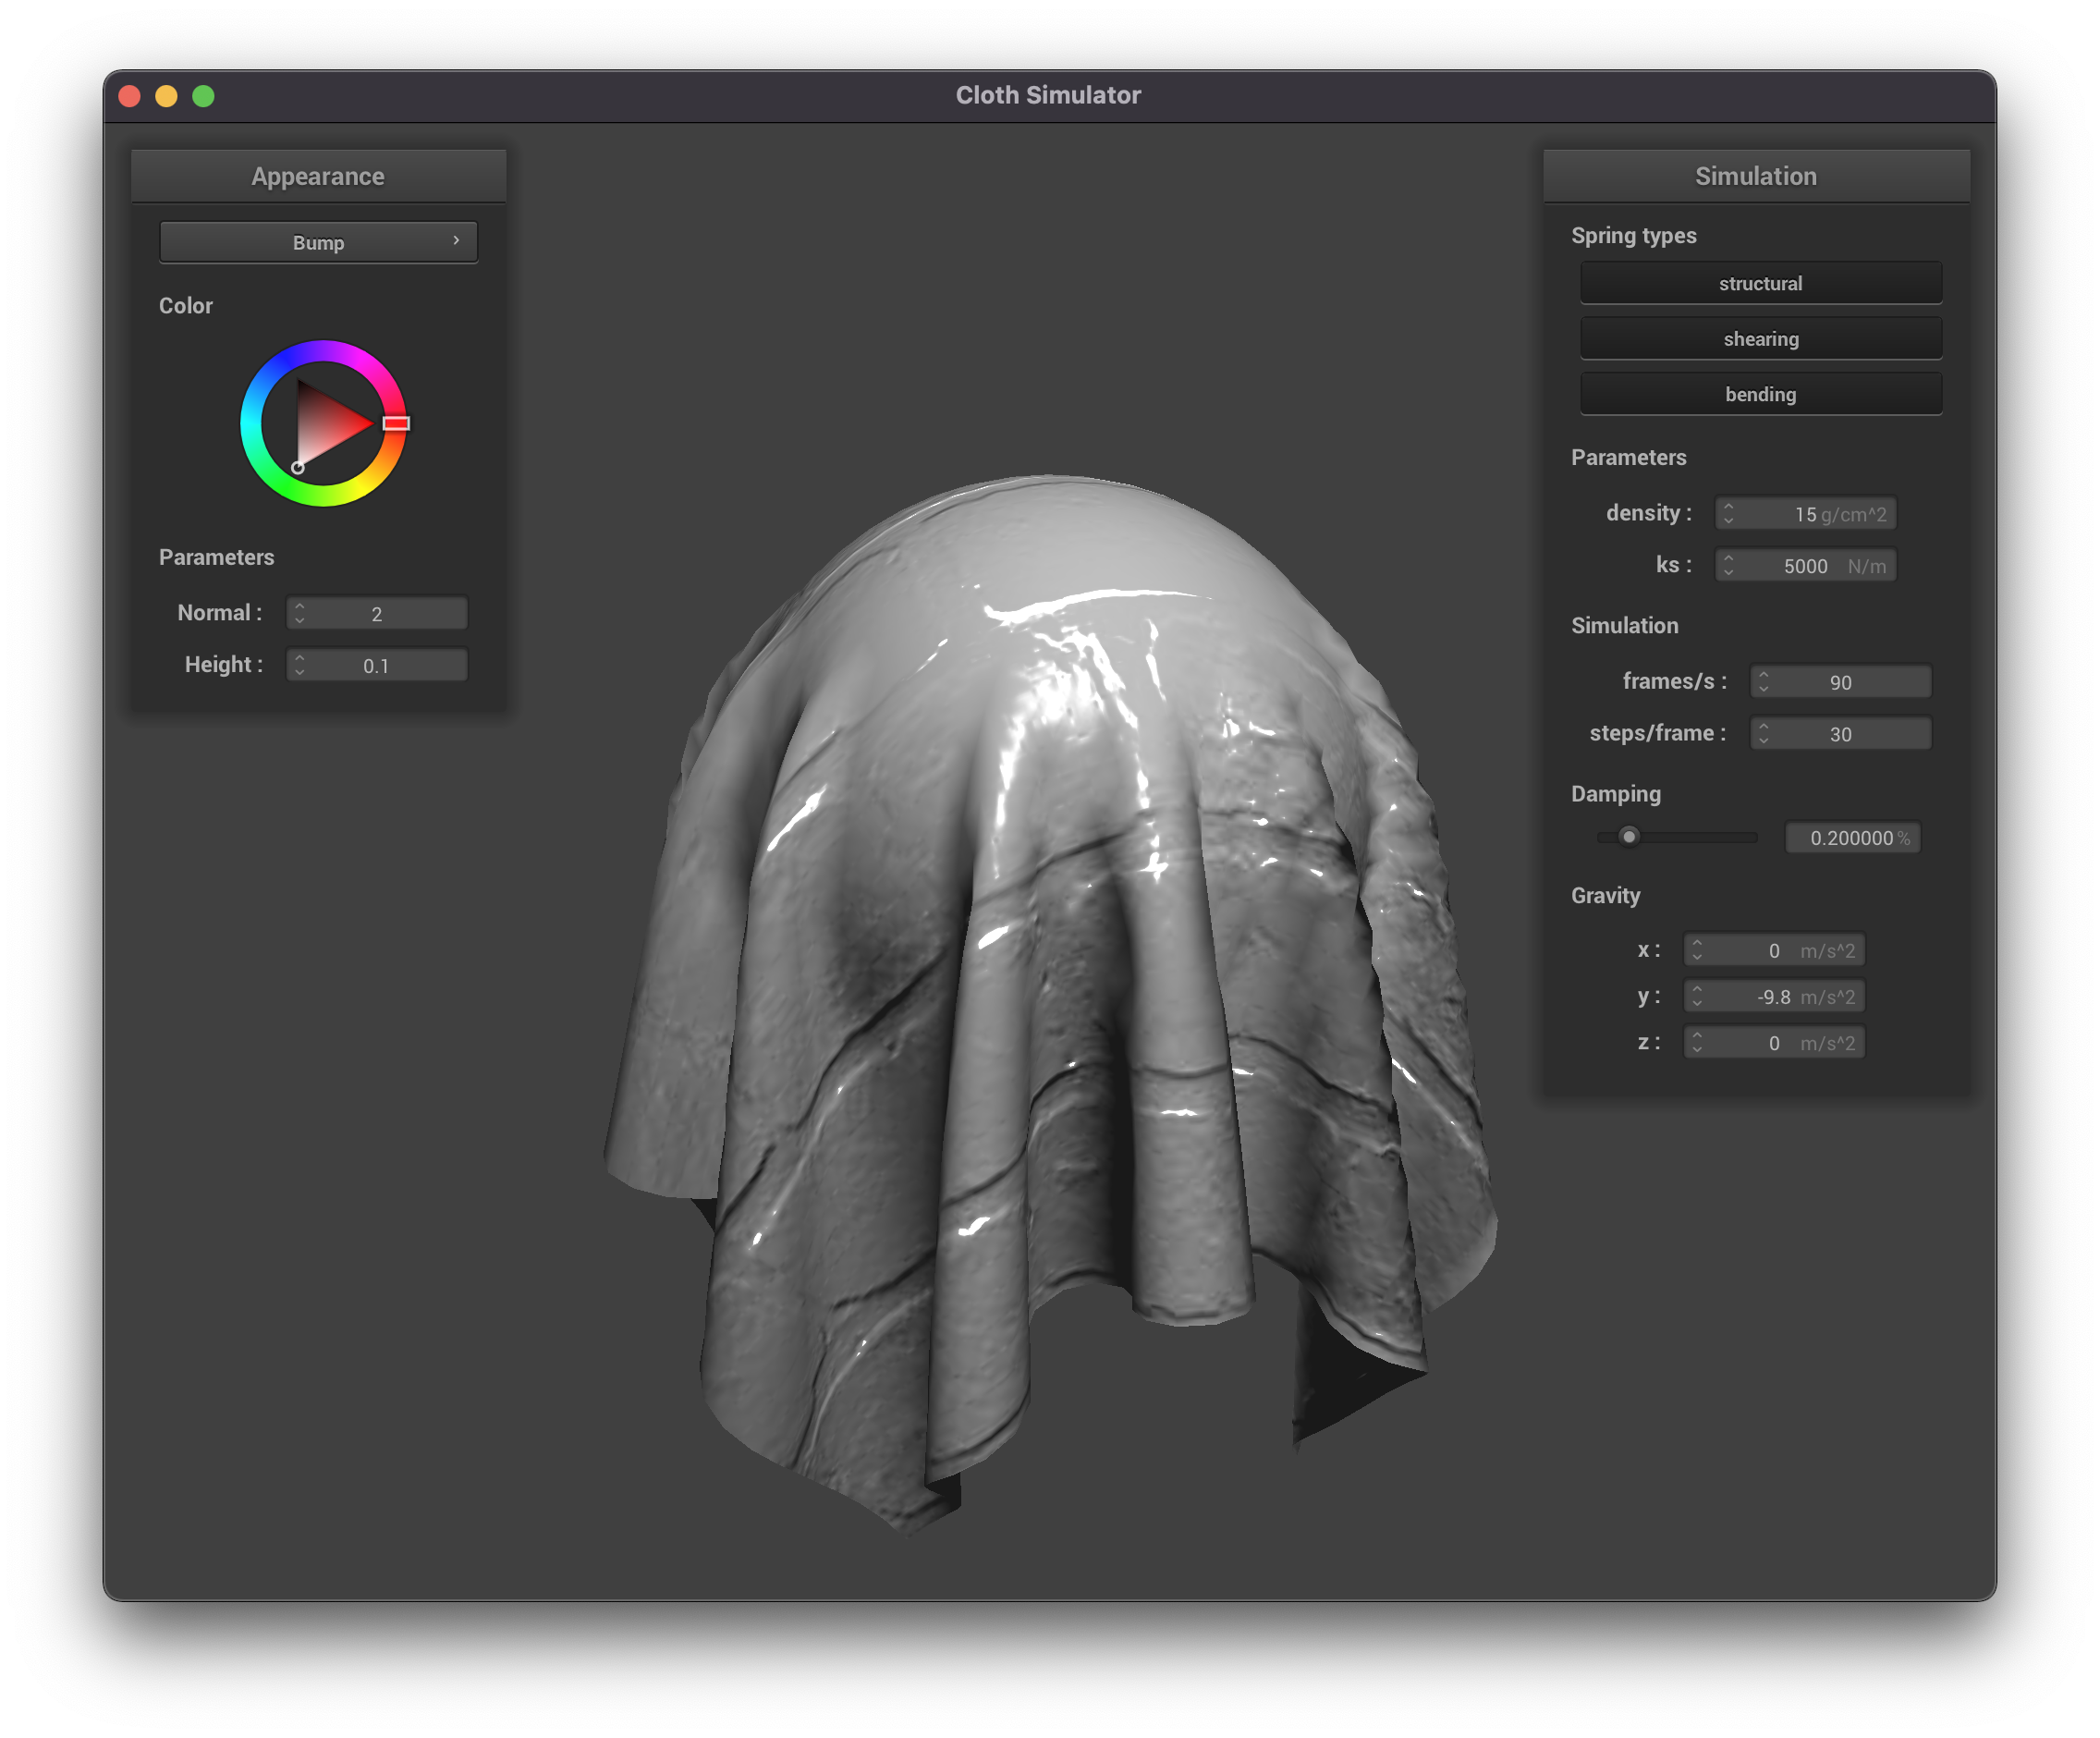 Cloth Simulator
Appearance
Bump
Color
Parameters
Normal : 2
Height : 0.1
Simulation
Spring types
structural
shearing
bending
Parameters
density : 15 g/cm^2
ks : 5000 N/m
Simulation
frames/s : 90
steps/frame : 30
Damping
0.200000 %
Gravity
x : 0 m/s^2
y : -9.8 m/s^2
z : 0 m/s^2